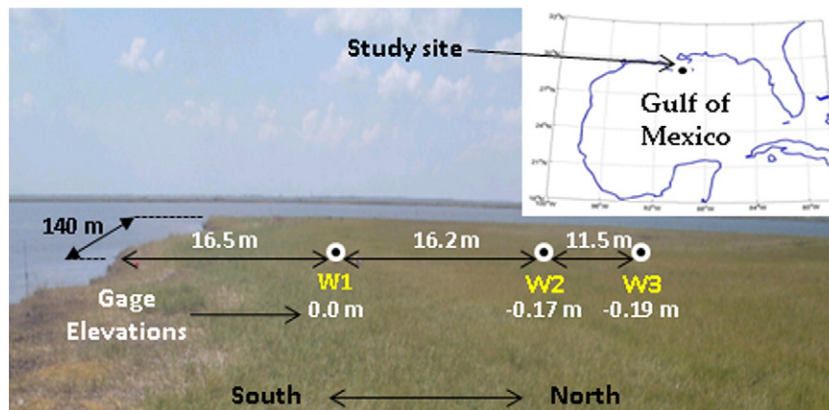 Study site
Gulf of
Mexico
140 m
16.5 m
16.2 m
11.5 m
W1
W2
W3
Gage
Elevations
0.0 m
-0.17 m
-0.19 m
South
North